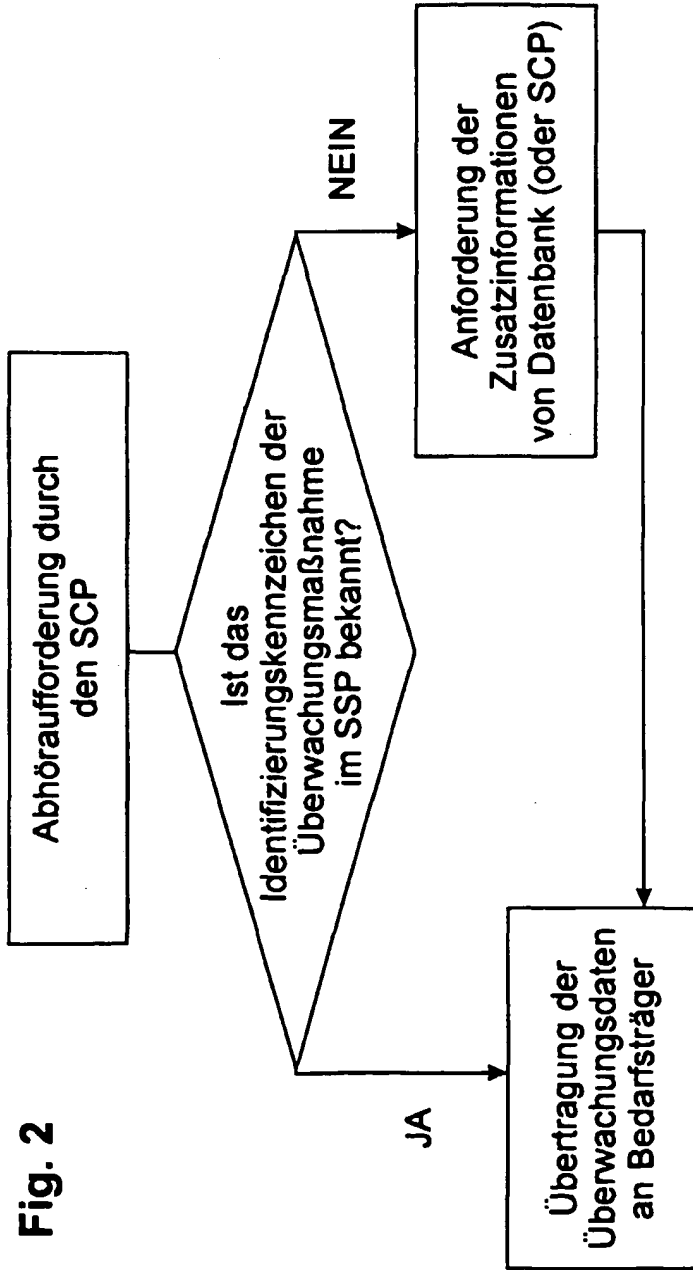 Fig. 2
Abhöraufforderung durch
den SCP
Ist das
Identifizierungskennzeichen der
Überwachungsmaßnahme
im SSP bekannt?
JA
NEIN
Anforderung der
Zusatzinformationen
von Datenbank (oder SCP)
Übertragung der
Überwachungsdaten
an Bedarfsträger